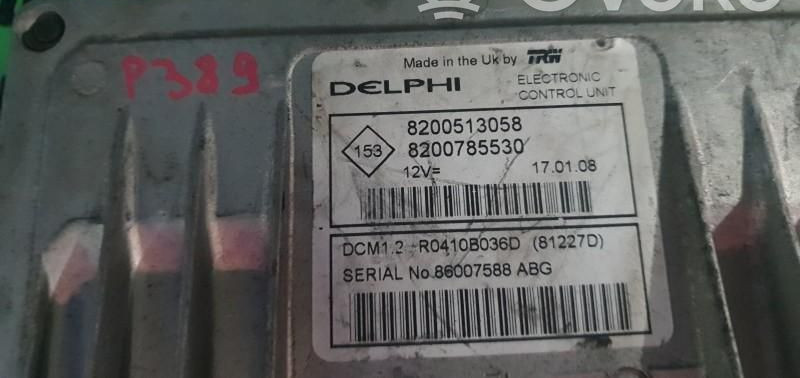 P389
Made in the Uk by TRW
DELPHI
ELECTRONIC
CONTROL UNIT
153
8200513058
8200785530
12V=
17.01.08
DCM1.2 -R0410B036D (81227D)
SERIAL No.86007588 ABG